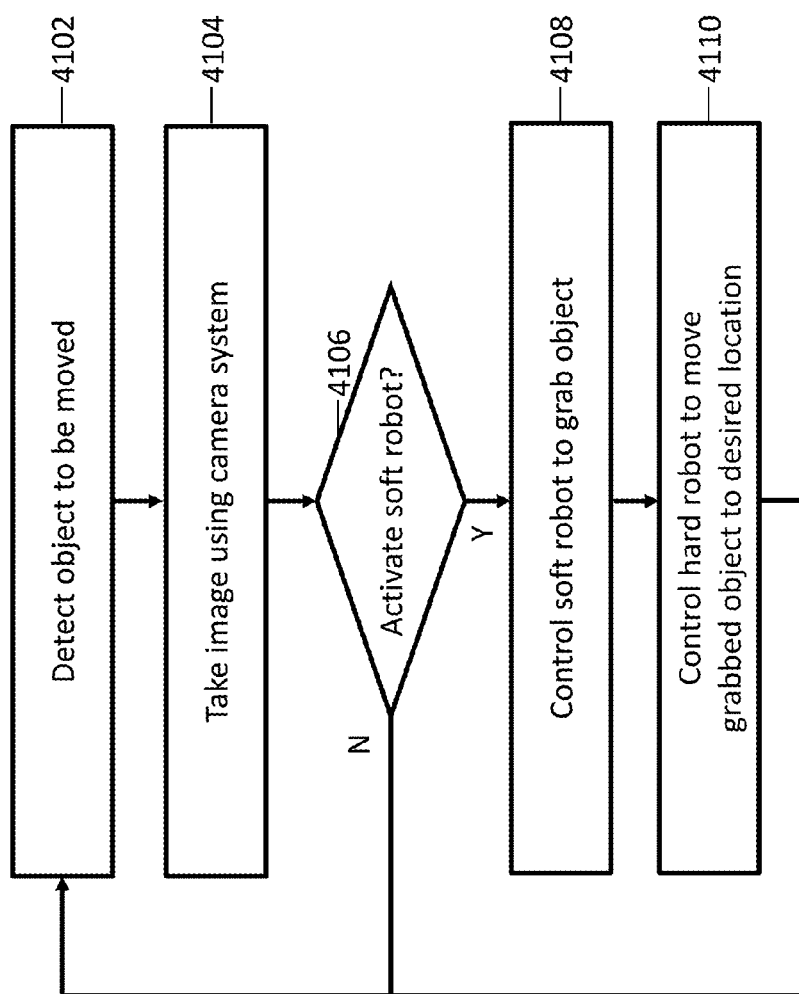 Detect object to be moved
4102
Take image using camera system
4104
4106
Activate soft robot?
N
Y
Control soft robot to grab object
4108
Control hard robot to move
grabbed object to desired location
4110